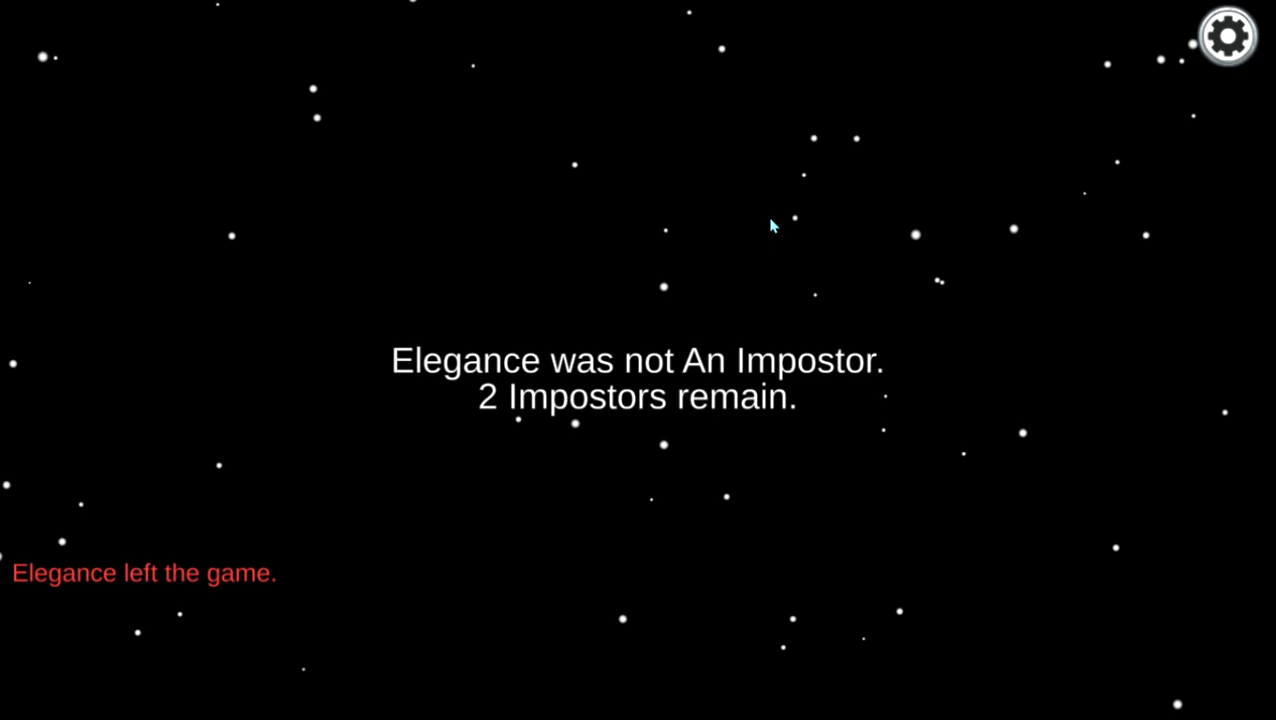 Elegance was not An Impostor.
2 Impostors remain.
Elegance left the game.